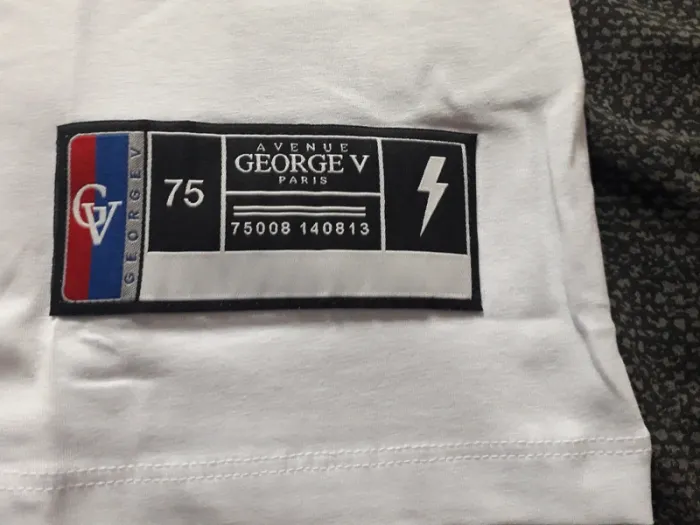 GV
GEORGE V
75
AVENUE
GEORGE V
PARIS
75008 140813